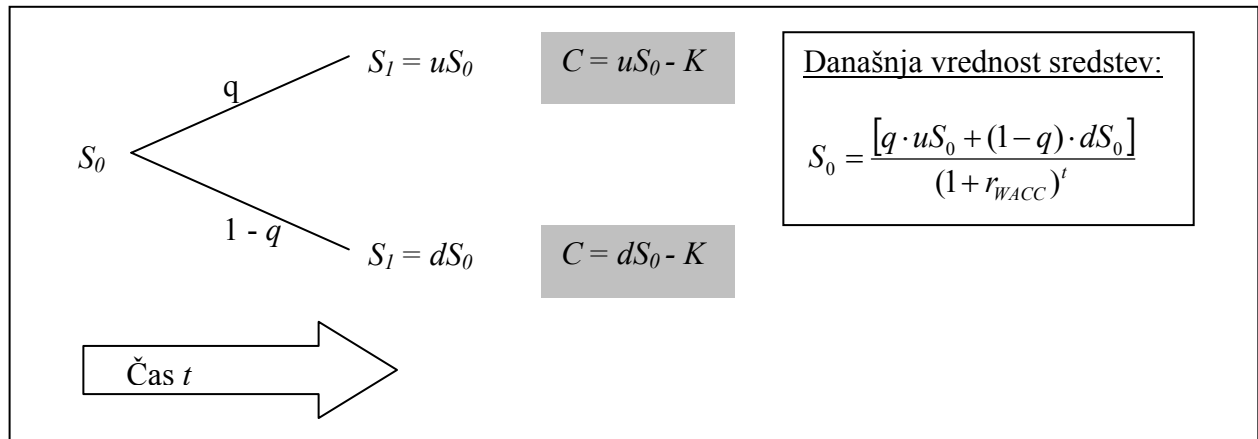 S₁ = uS₀
C = uS₀ - K
Današnja vrednost sredstev:
q
S₀
S₀ = [q · uS₀ + (1 − q) · dS₀] / (1 + r_WACC)^t
1 - q
S₁ = dS₀
C = dS₀ - K
Čas t